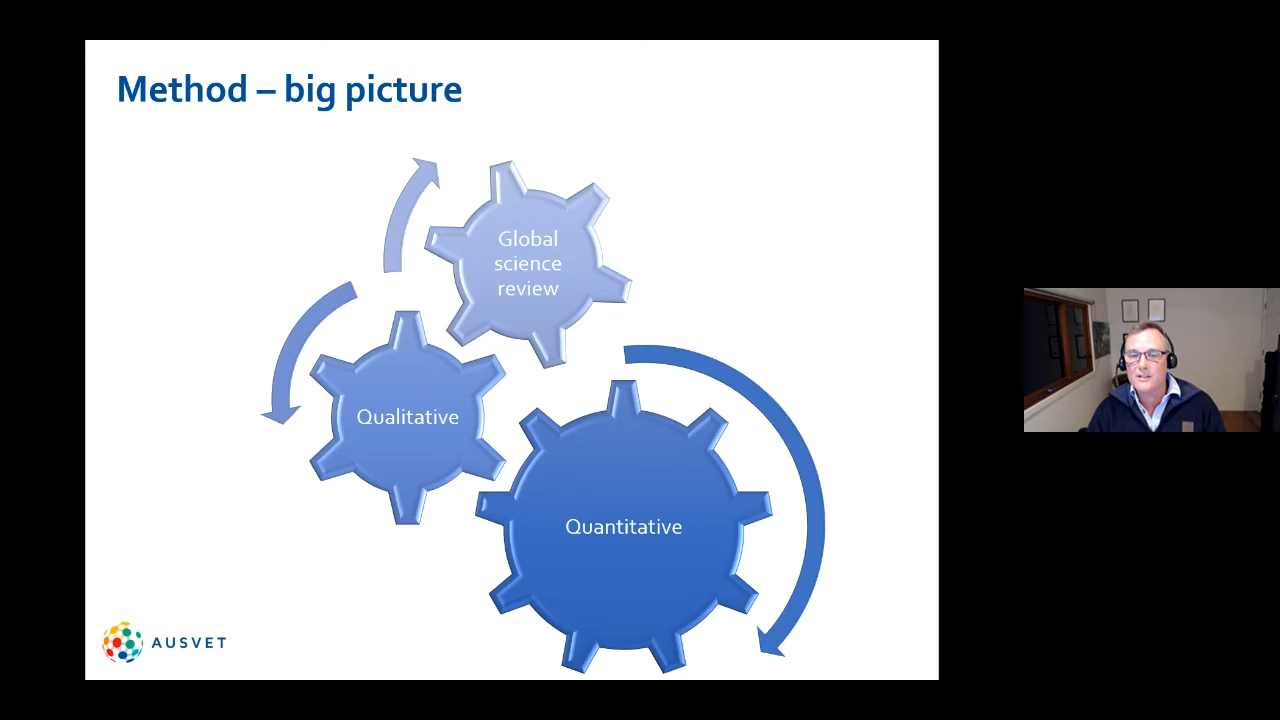 Method – big picture
Global
science
review
Qualitative
Quantitative
AUSVET